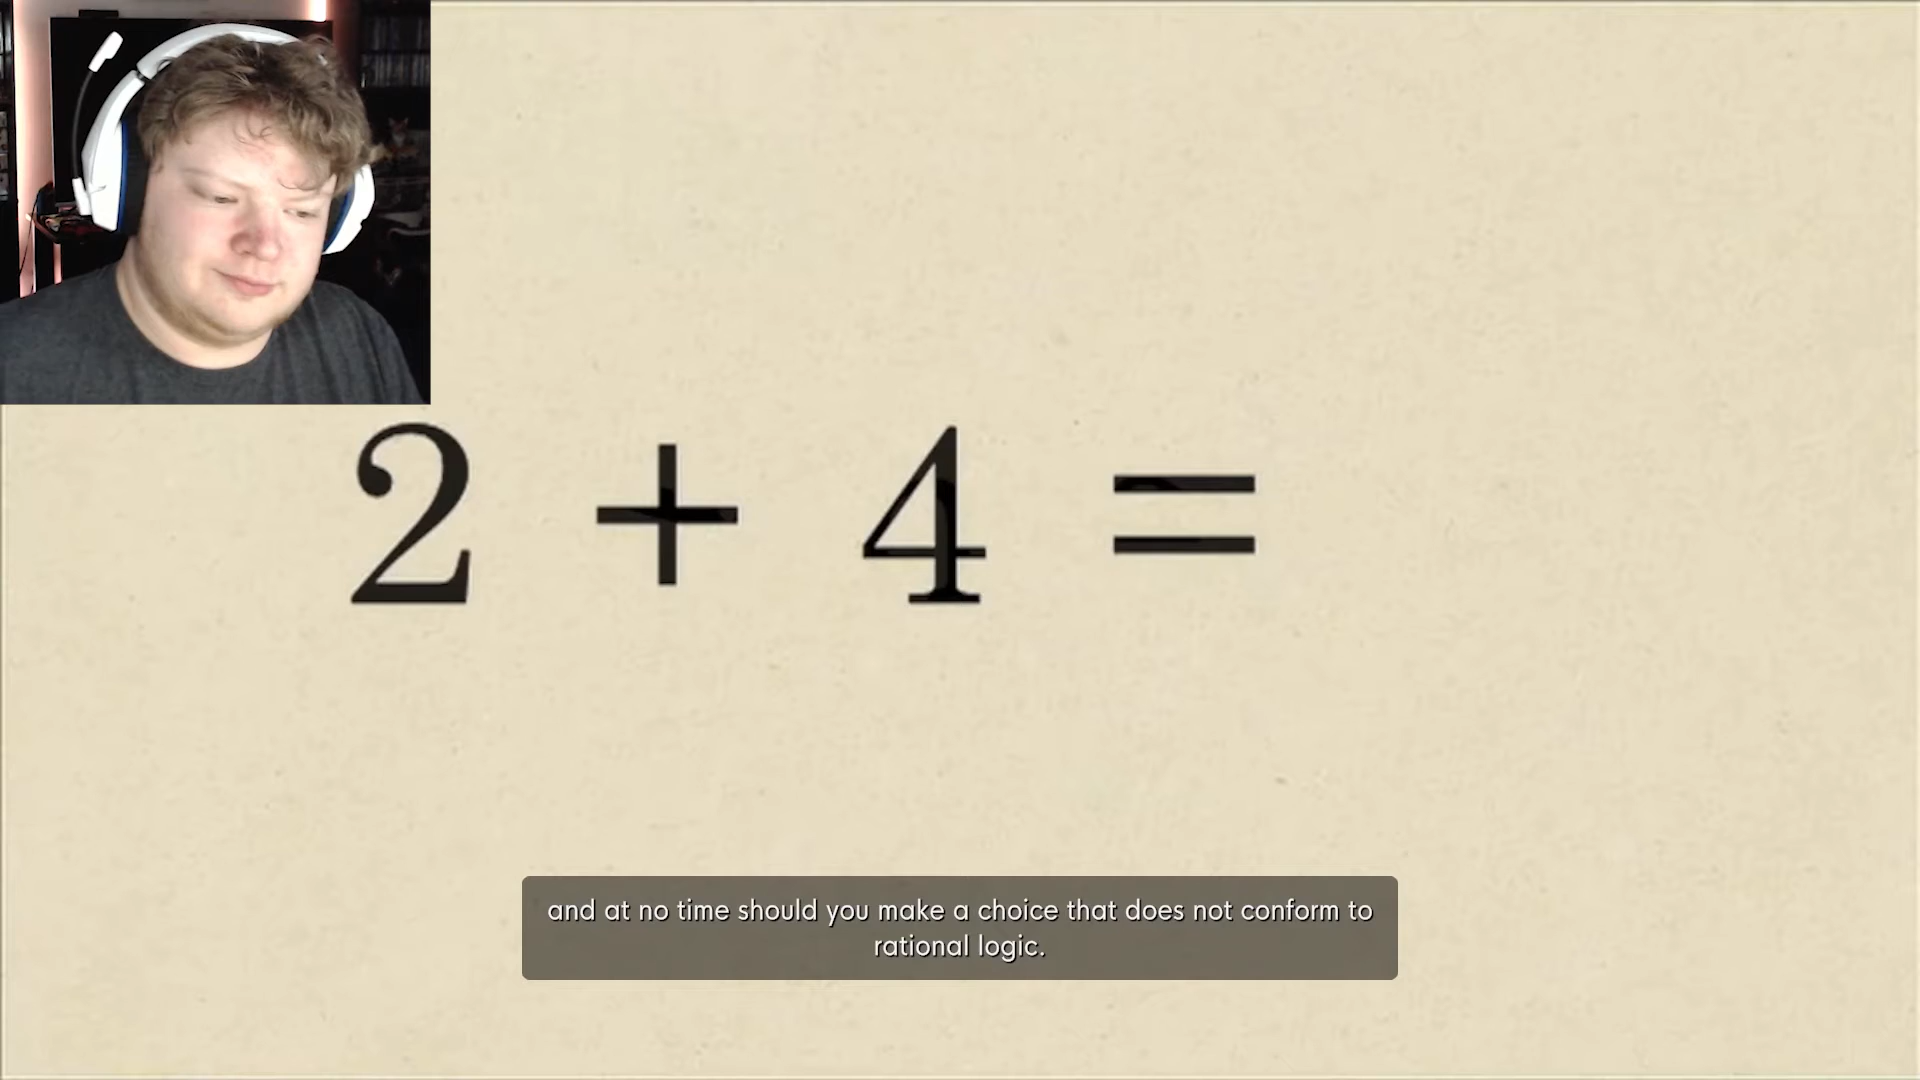 2 + 4 =
and at no time should you make a choice that does not conform to
rational logic.